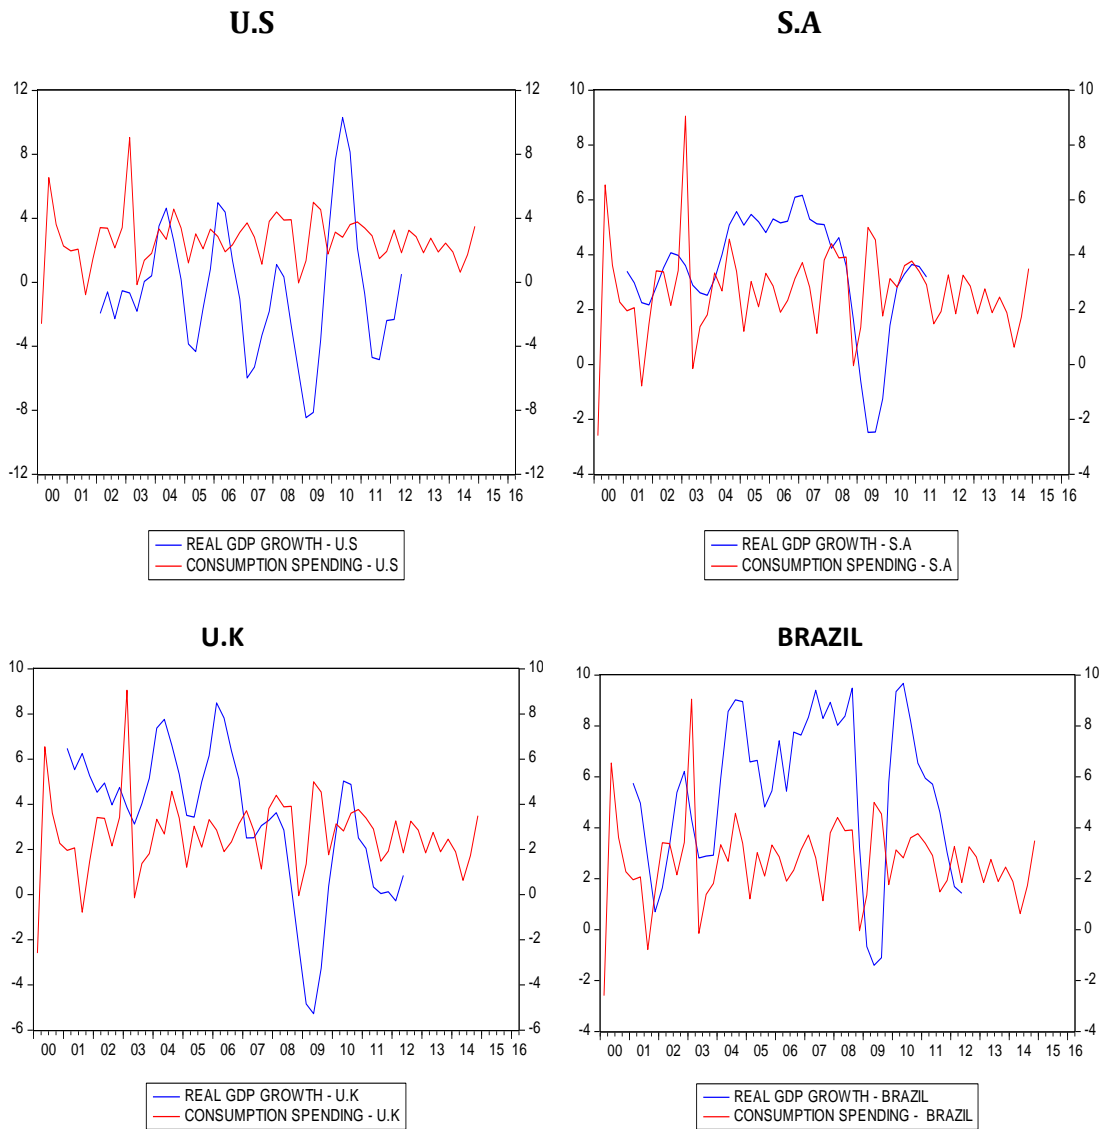 U.S
S.A
12 12
8 8
4 4
0 0
-4 -4
-8 -8
-12 -12
00 01 02 03 04 05 06 07 08 09 10 11 12 13 14 15 16
REAL GDP GROWTH - U.S
CONSUMPTION SPENDING - U.S
10 10
8 8
6 6
4 4
2 2
0 0
-2 -2
-4 -4
00 01 02 03 04 05 06 07 08 09 10 11 12 13 14 15 16
REAL GDP GROWTH - S.A
CONSUMPTION SPENDING - S.A
U.K
BRAZIL
10 10
8 8
6 6
4 4
2 2
0 0
-2 -2
-4 -4
-6 -6
00 01 02 03 04 05 06 07 08 09 10 11 12 13 14 15 16
REAL GDP GROWTH - U.K
CONSUMPTION SPENDING - U.K
10 10
8 8
6 6
4 4
2 2
0 0
-2 -2
-4 -4
00 01 02 03 04 05 06 07 08 09 10 11 12 13 14 15 16
REAL GDP GROWTH - BRAZIL
CONSUMPTION SPENDING - BRAZIL